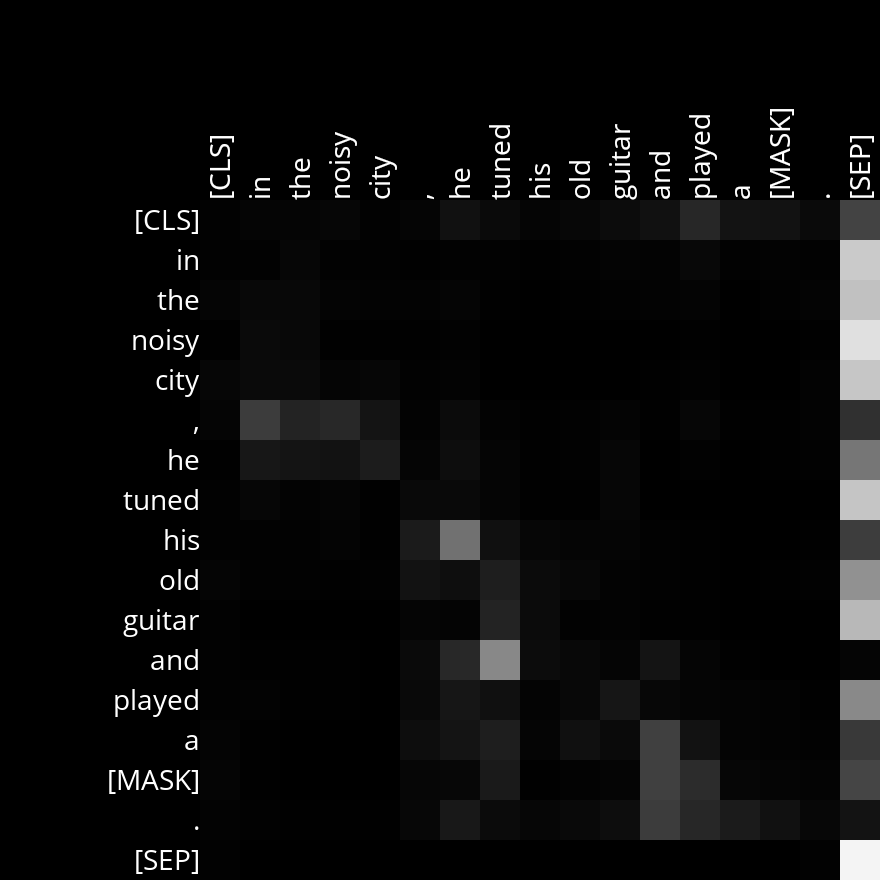 [CLS]
in
the
noisy
city
,
he
tuned
his
old
guitar
and
played
a
[MASK]
.
[SEP]
[CLS]
in
the
noisy
city
,
he
tuned
his
old
guitar
and
played
a
[MASK]
.
[SEP]